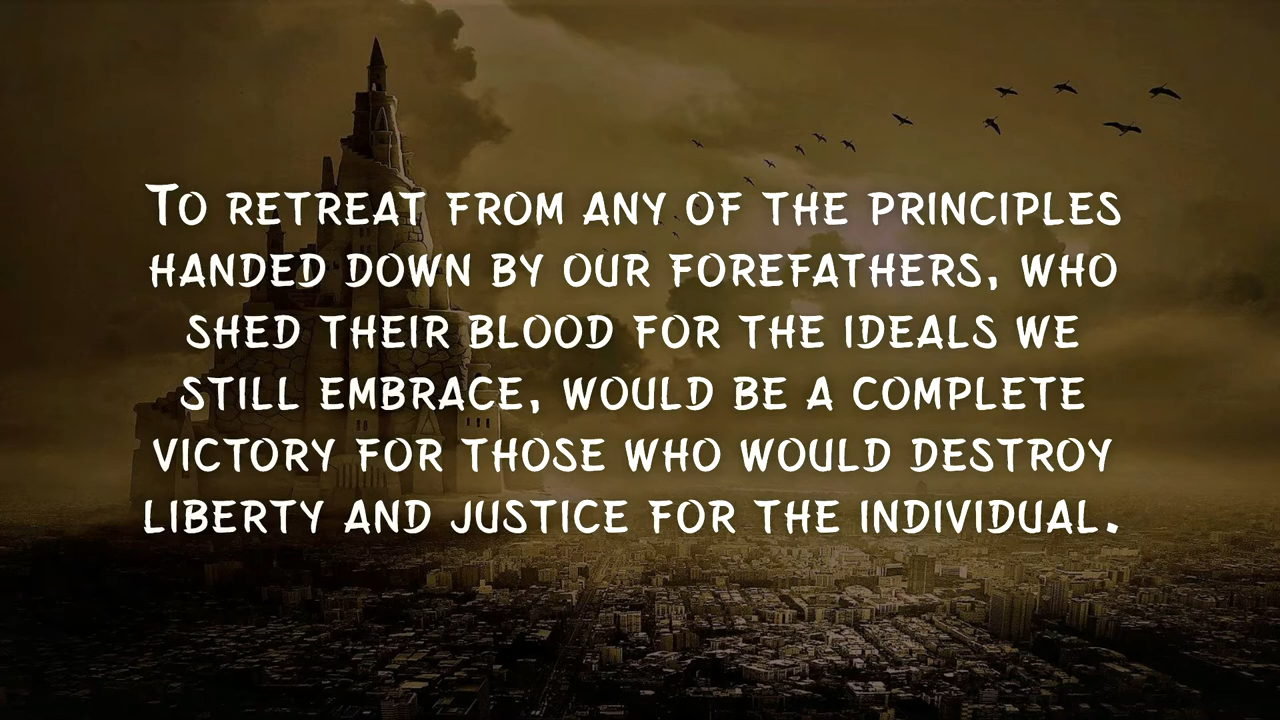 To retreat from any of the principles
handed down by our forefathers, who
shed their blood for the ideals we
still embrace, would be a complete
victory for those who would destroy
liberty and justice for the individual.